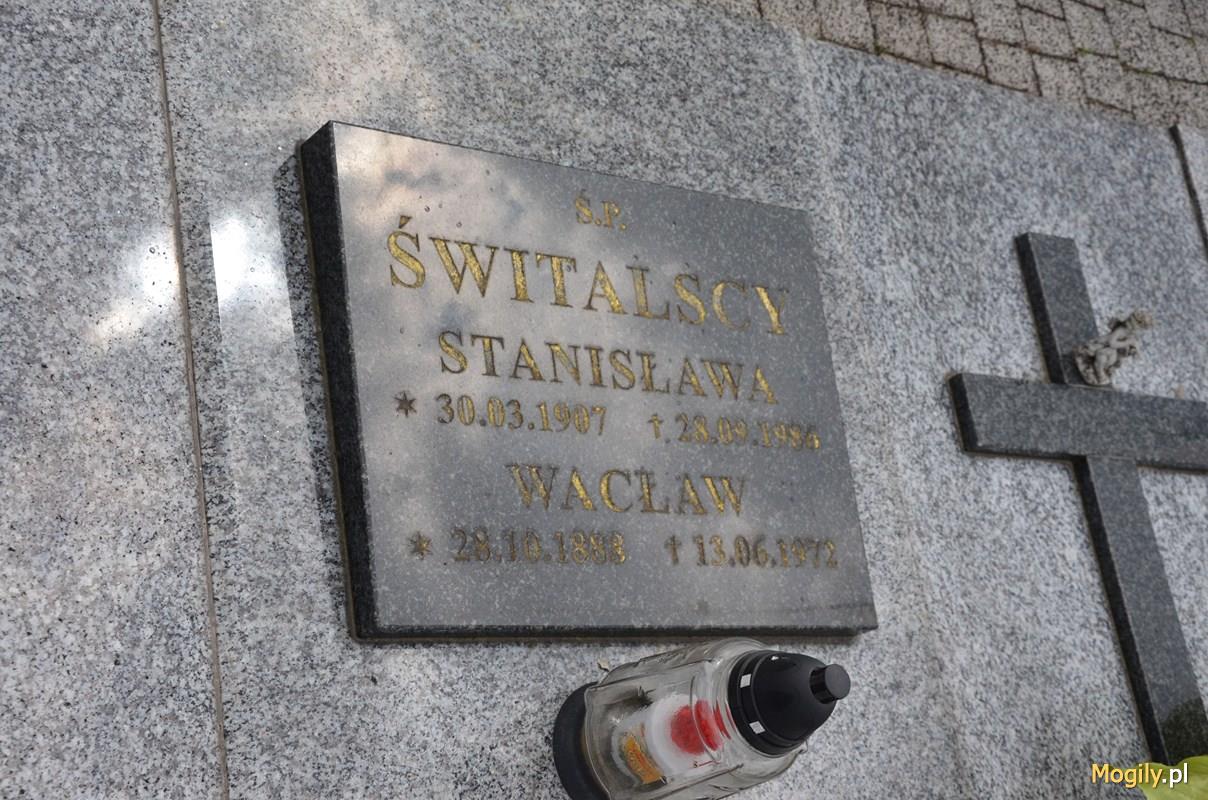 Ś.P.
ŚWITALSCY
STANISŁAWA
* 30.03.1907 † 28.09.1986
WACŁAW
* 28.10.1888 † 13.06.1972
Mogily.pl